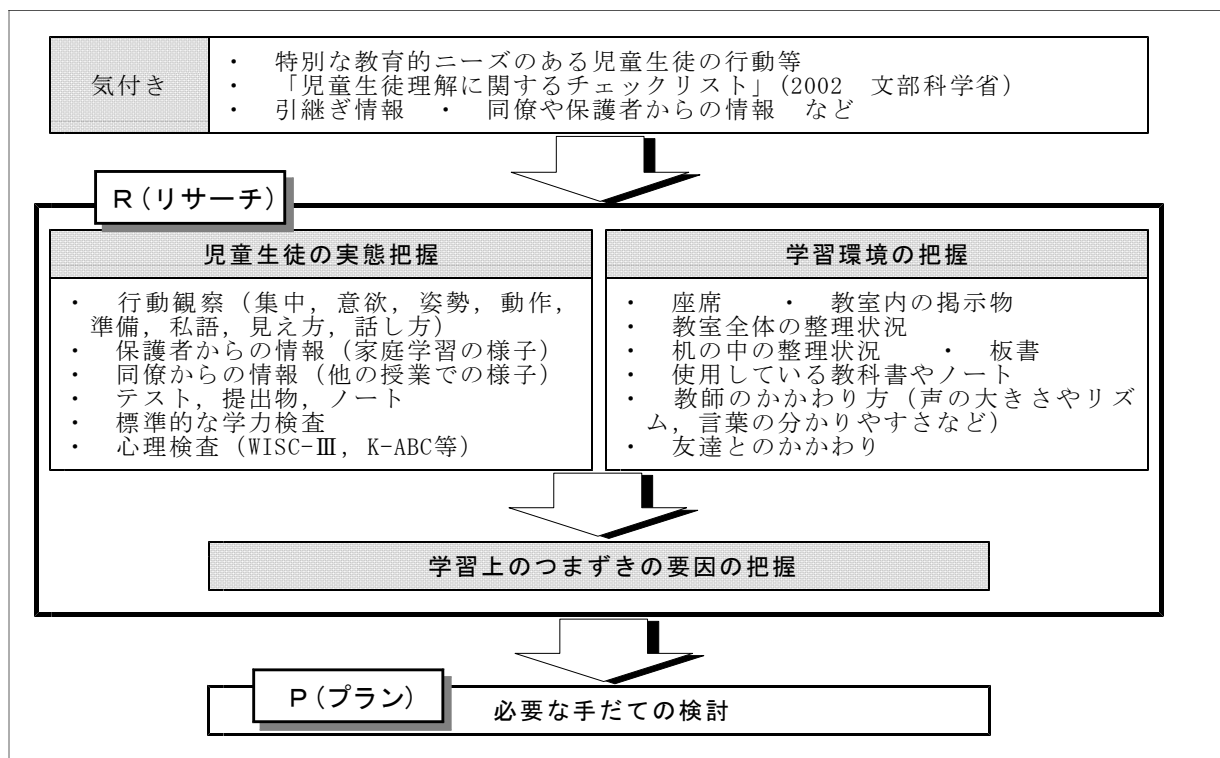 気付き
・　特別な教育的ニーズのある児童生徒の行動等
・　「児童生徒理解に関するチェックリスト」(2002　文部科学省)
・　引継ぎ情報　・　同僚や保護者からの情報　など
R(リサーチ)
児童生徒の実態把握
・　行動観察(集中, 意欲, 姿勢, 動作,
準備, 私語, 見え方, 話し方)
・　保護者からの情報(家庭学習の様子)
・　同僚からの情報(他の授業での様子)
・　テスト, 提出物, ノート
・　標準的な学力検査
・　心理検査(WISC-Ⅲ, K-ABC等)
学習環境の把握
・　座席　　・　教室内の掲示物
・　教室全体の整理状況
・　机の中の整理状況　　・　板書
・　使用している教科書やノート
・　教師のかかわり方(声の大きさやリズ
ム, 言葉の分かりやすさなど)
・　友達とのかかわり
学習上のつまずきの要因の把握
P(プラン)
必要な手だての検討